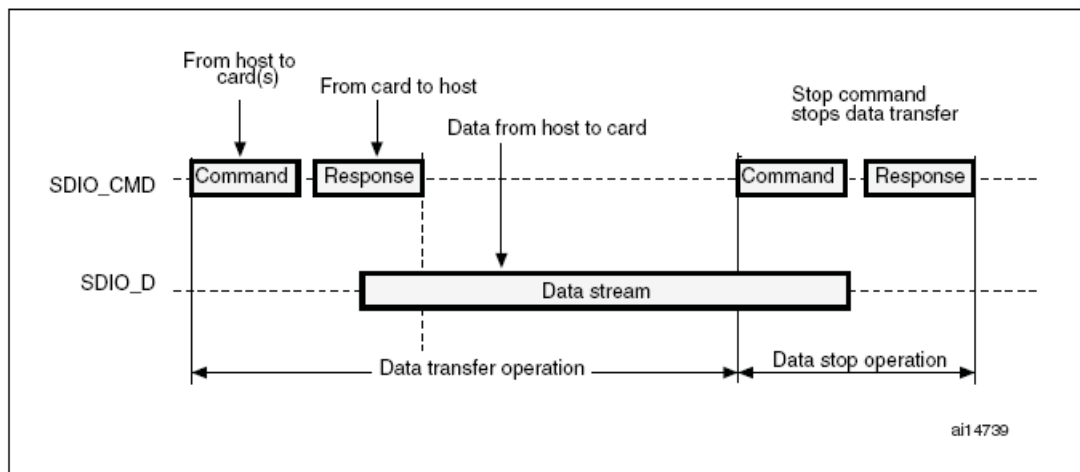 From host to
card(s)
From card to host
Data from host to card
Stop command
stops data transfer
SDIO_CMD
Command
Response
Command
Response
SDIO_D
Data stream
Data transfer operation
Data stop operation
ai14739